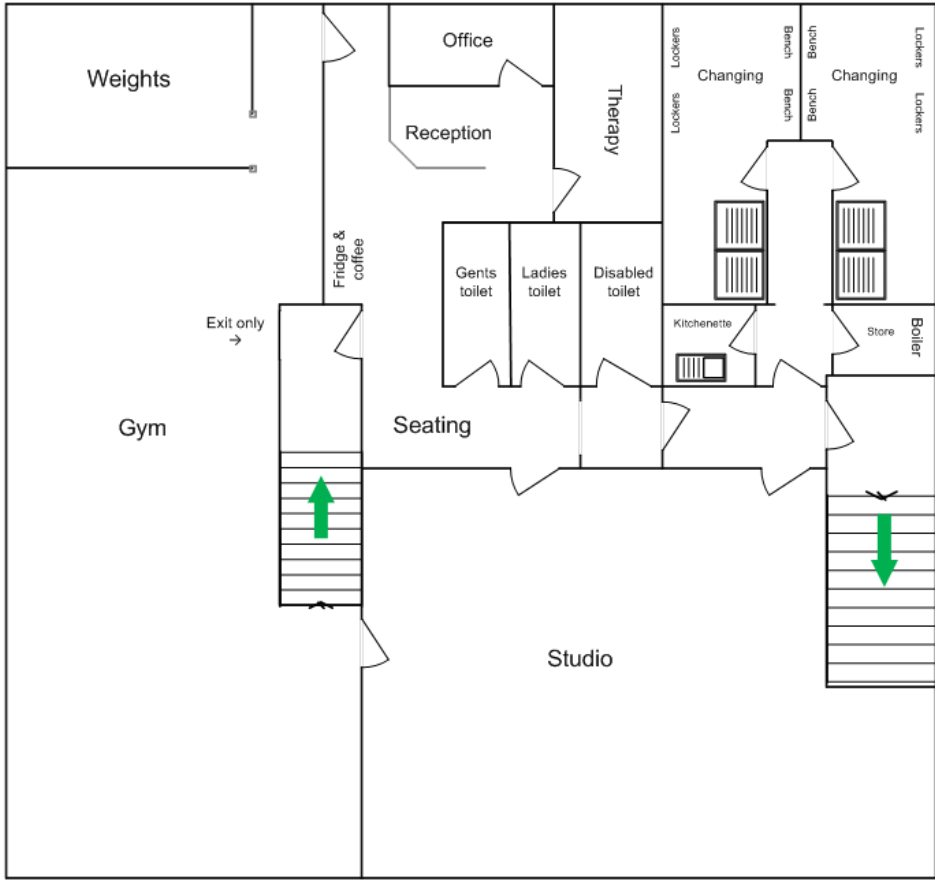 Weights
Office
Reception
Therapy
Lockers
Lockers
Bench
Bench
Changing
Bench
Bench
Changing
Lockers
Lockers
Fridge &
coffee
Gents
toilet
Ladies
toilet
Disabled
toilet
Kitchenette
Store
Boiler
Exit only
→
Gym
Seating
Studio